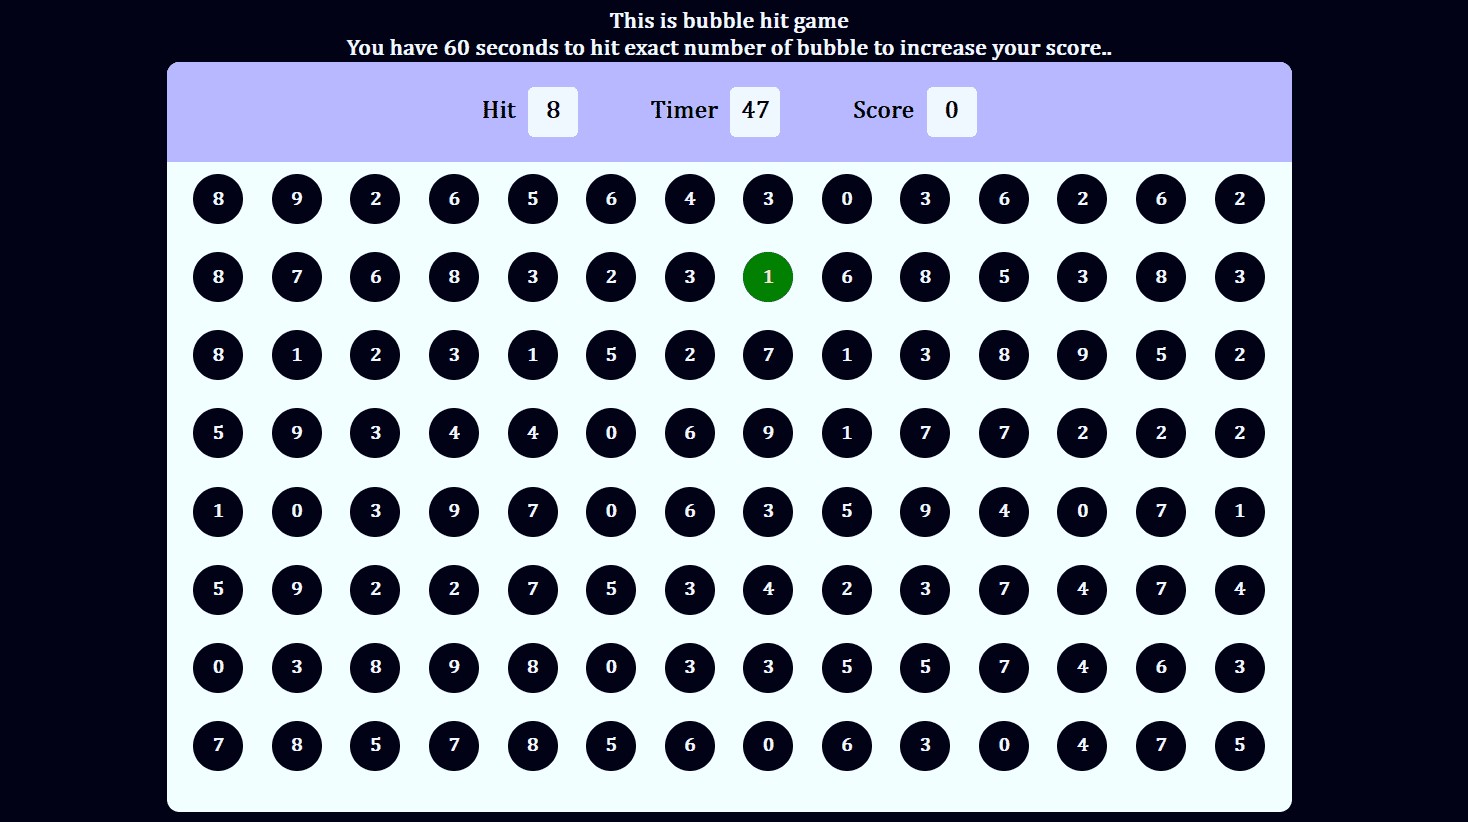 This is bubble hit game
You have 60 seconds to hit exact number of bubble to increase your score..
Hit 8 Timer 47 Score 0
8 9 2 6 5 6 4 3 0 3 6 2 6 2
8 7 6 8 3 2 3 1 6 8 5 3 8 3
8 1 2 3 1 5 2 7 1 3 8 9 5 2
5 9 3 4 4 0 6 9 1 7 7 2 2 2
1 0 3 9 7 0 6 3 5 9 4 0 7 1
5 9 2 2 7 5 3 4 2 3 7 4 7 4
0 3 8 9 8 0 3 3 5 5 7 4 6 3
7 8 5 7 8 5 6 0 6 3 0 4 7 5